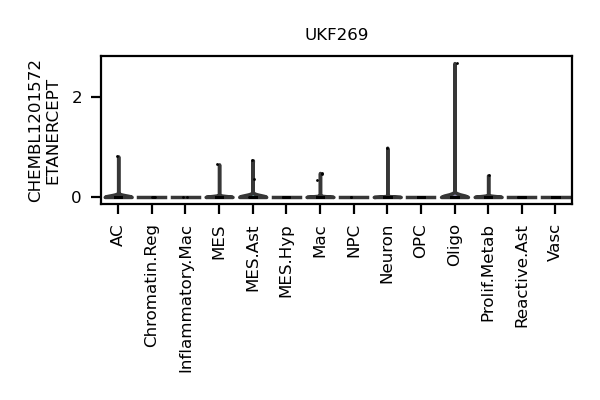 UKF269
CHEMBL1201572
ETANERCEPT
2
0
AC
Chromatin.Reg
Inflammatory.Mac
MES
MES.Ast
MES.Hyp
Mac
NPC
Neuron
OPC
Oligo
Prolif.Metab
Reactive.Ast
Vasc